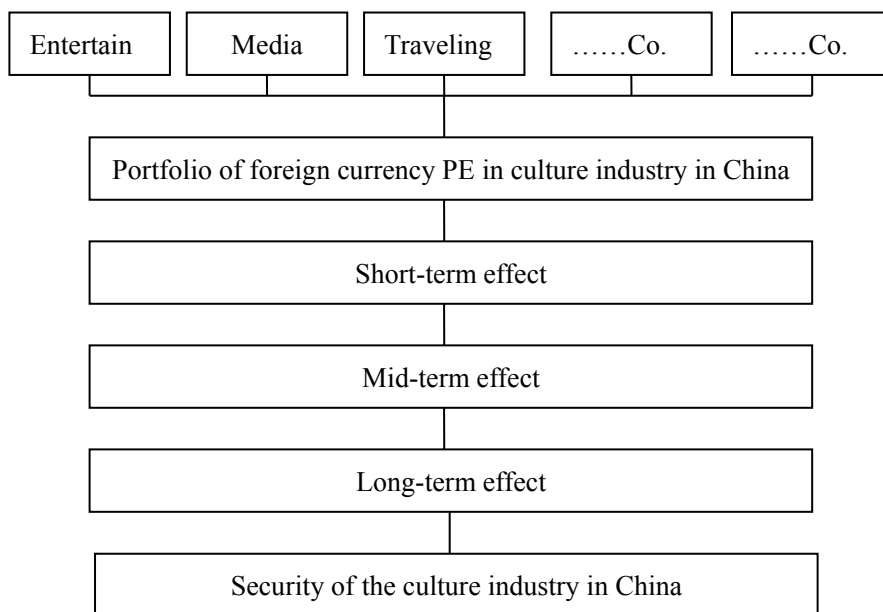 Entertain
Media
Traveling
……Co.
……Co.
Portfolio of foreign currency PE in culture industry in China
Short-term effect
Mid-term effect
Long-term effect
Security of the culture industry in China